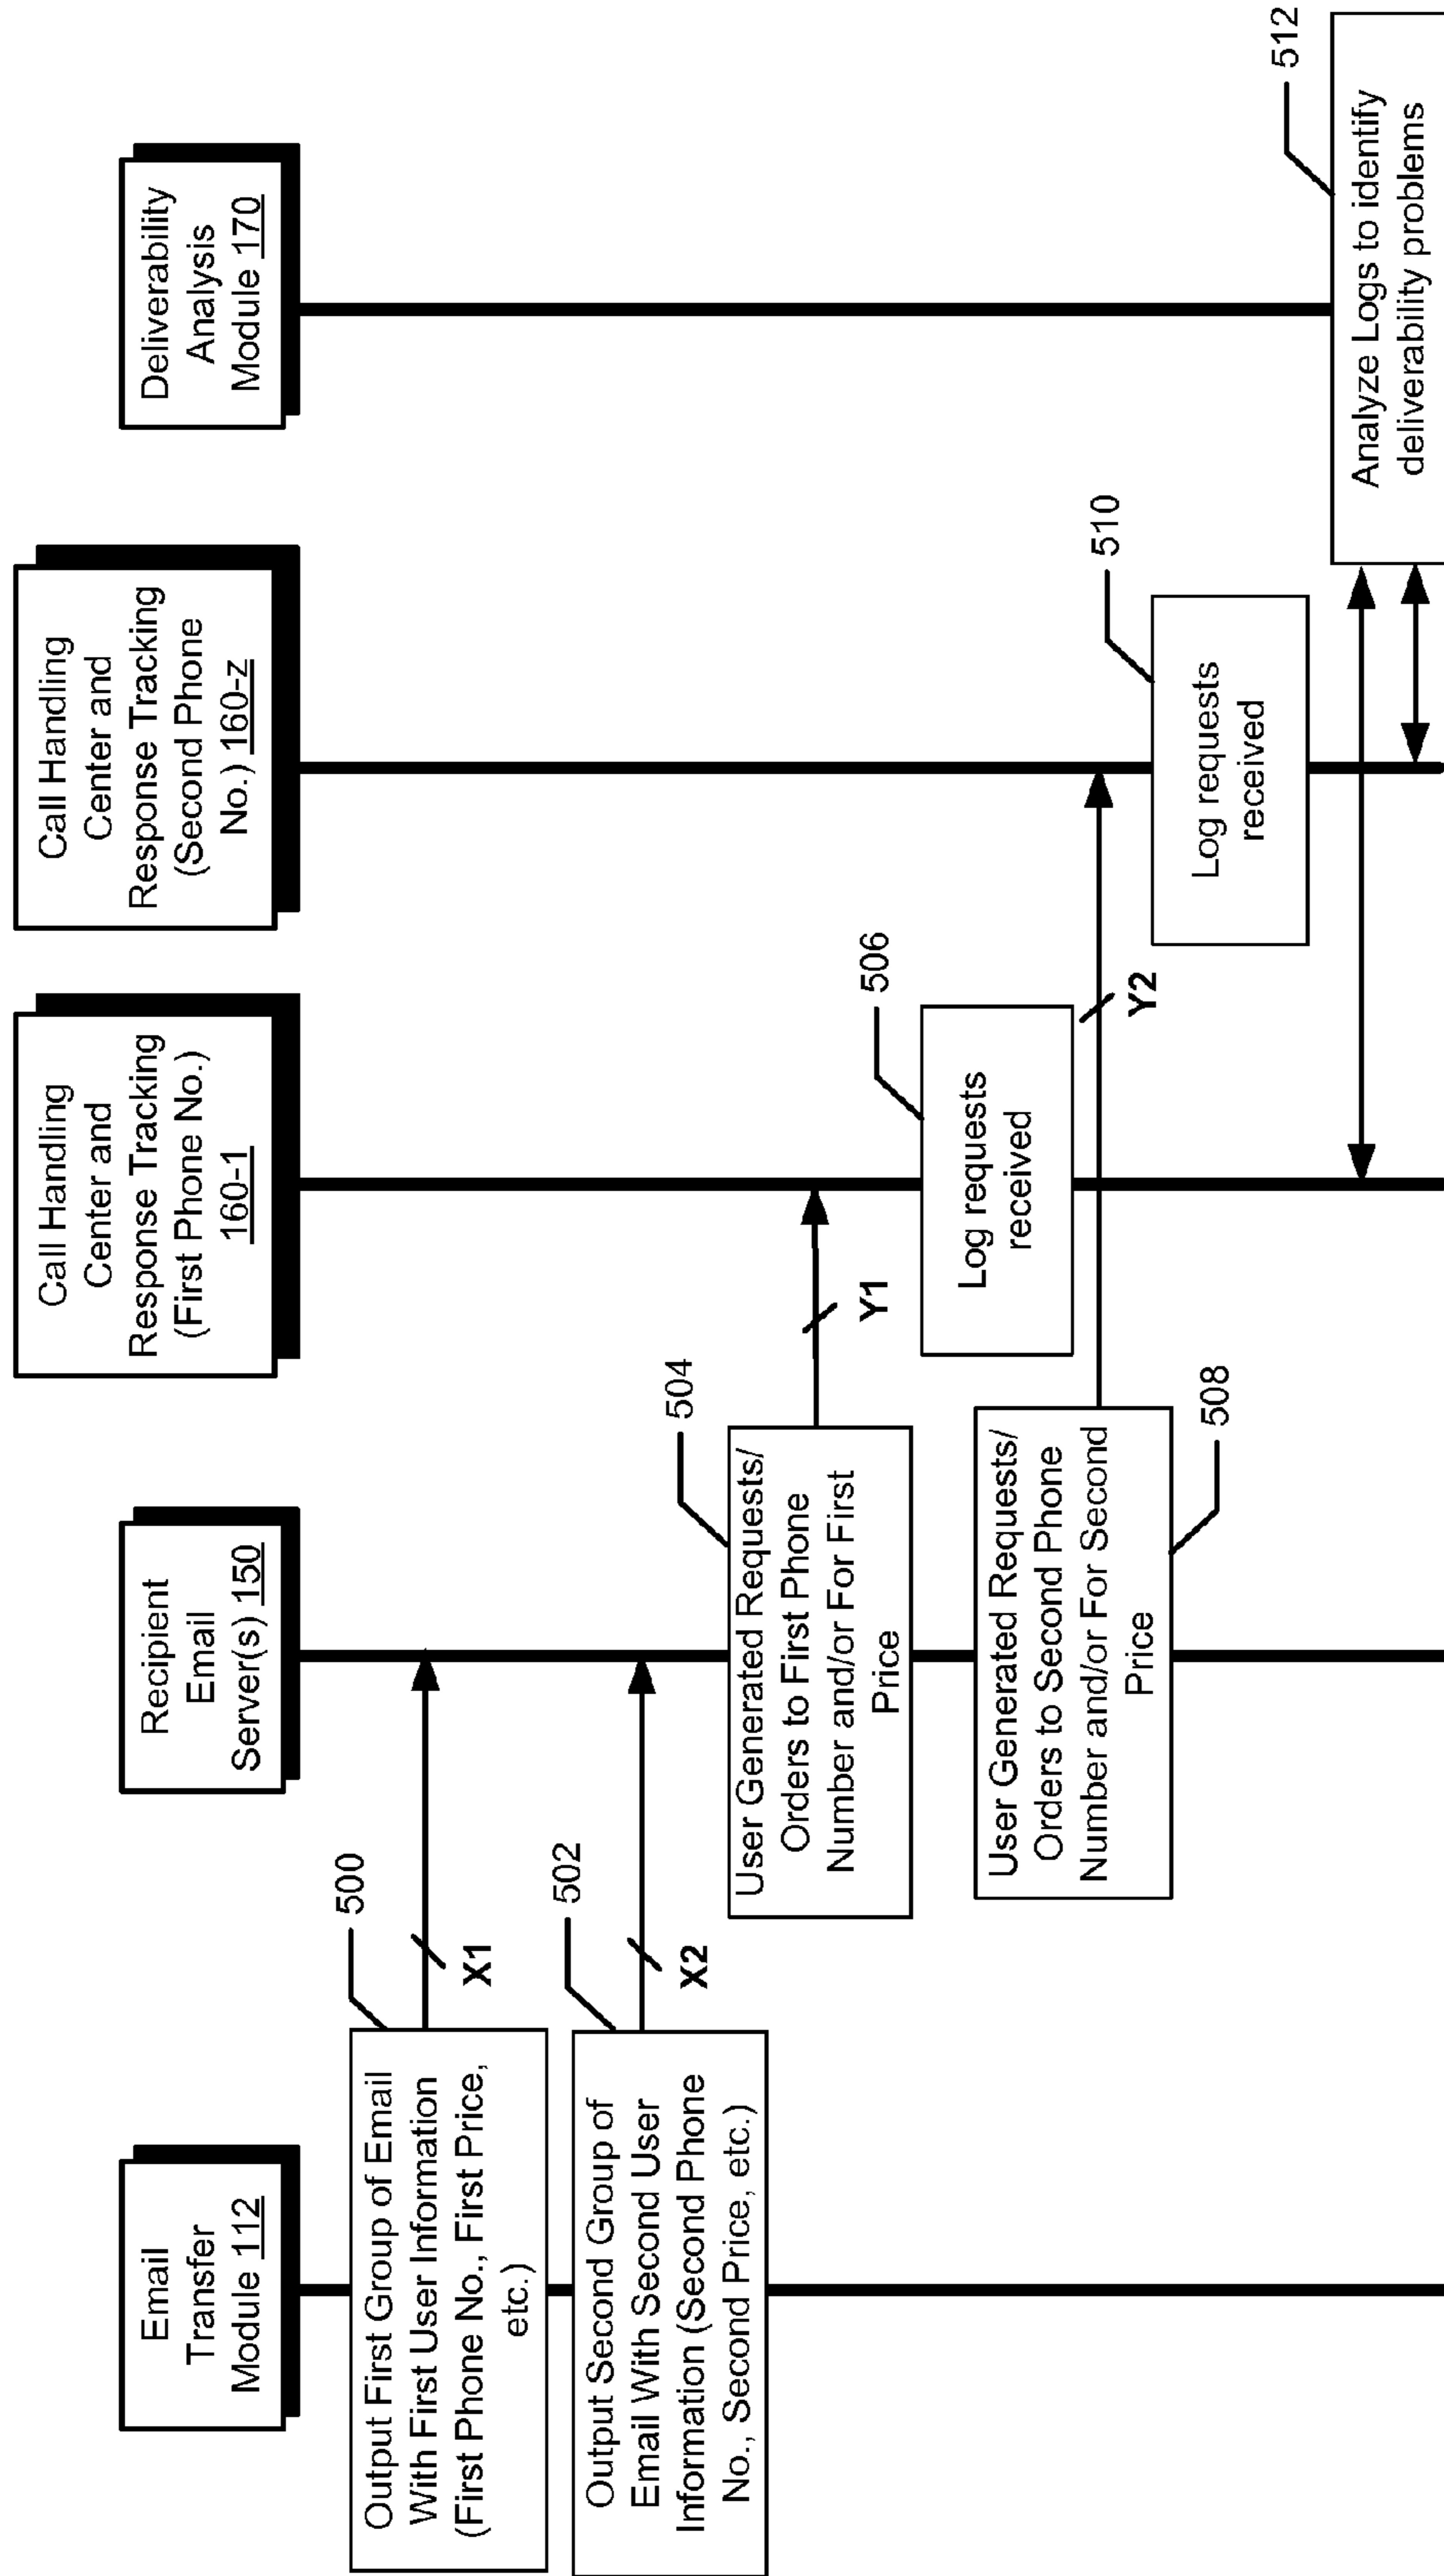 Email
Transfer
Module 112
Recipient
Email
Server(s) 150
Call Handling
Center and
Response Tracking
(First Phone No.)
160-1
Call Handling
Center and
Response Tracking
(Second Phone
No.) 160-z
Deliverability
Analysis
Module 170
500
Output First Group of Email
With First User Information
(First Phone No., First Price,
etc.)
X1
502
Output Second Group of
Email With Second User
Information (Second Phone
No., Second Price, etc.)
X2
504
User Generated Requests/
Orders to First Phone
Number and/or For First
Price
Y1
506
Log requests
received
User Generated Requests/
Orders to Second Phone
Number and/or For Second
Price
508
Y2
510
Log requests
received
512
Analyze Logs to identify
deliverability problems